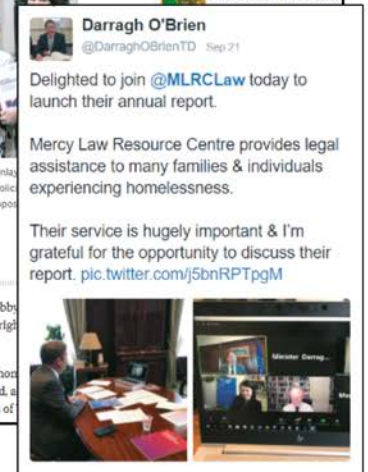 Darragh O'Brien
@DarraghOBrienTD Sep 21
Delighted to join @MLRCLaw today to
launch their annual report.
Mercy Law Resource Centre provides legal
assistance to many families & individuals
experiencing homelessness.
Their service is hugely important & I'm
grateful for the opportunity to discuss their
report. pic.twitter.com/j5bnRPTpgM
Minister Darrag...